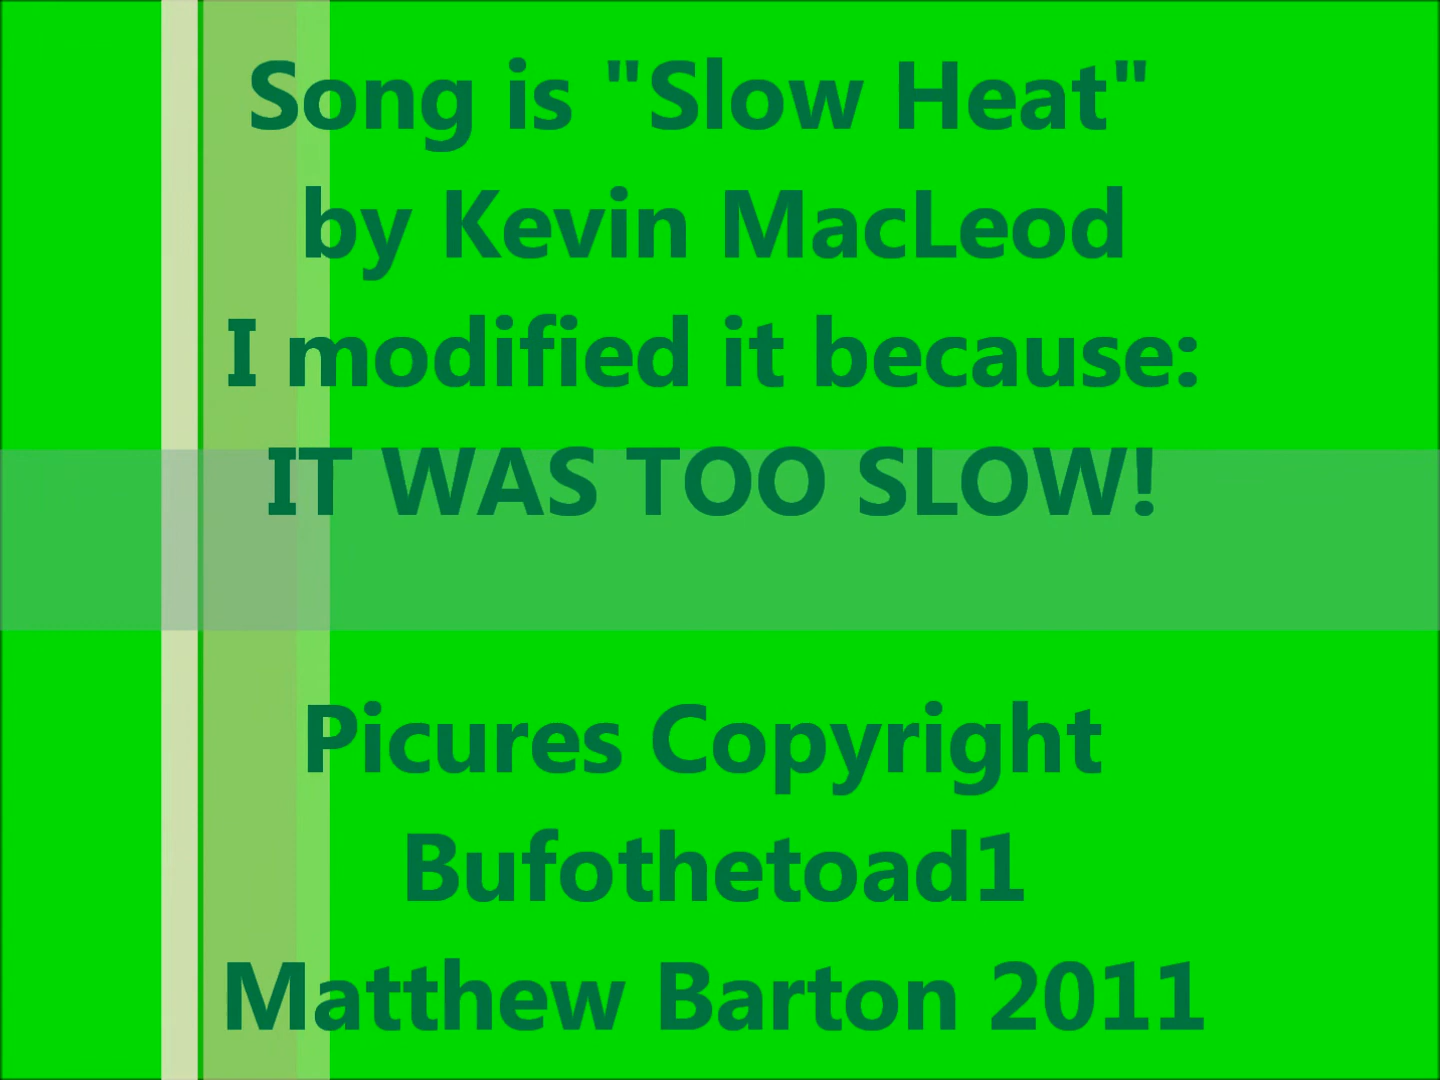 Song is "Slow Heat"
by Kevin MacLeod
I modified it because:
IT WAS TOO SLOW!
Picures Copyright
Bufothetoad1
Matthew Barton 2011